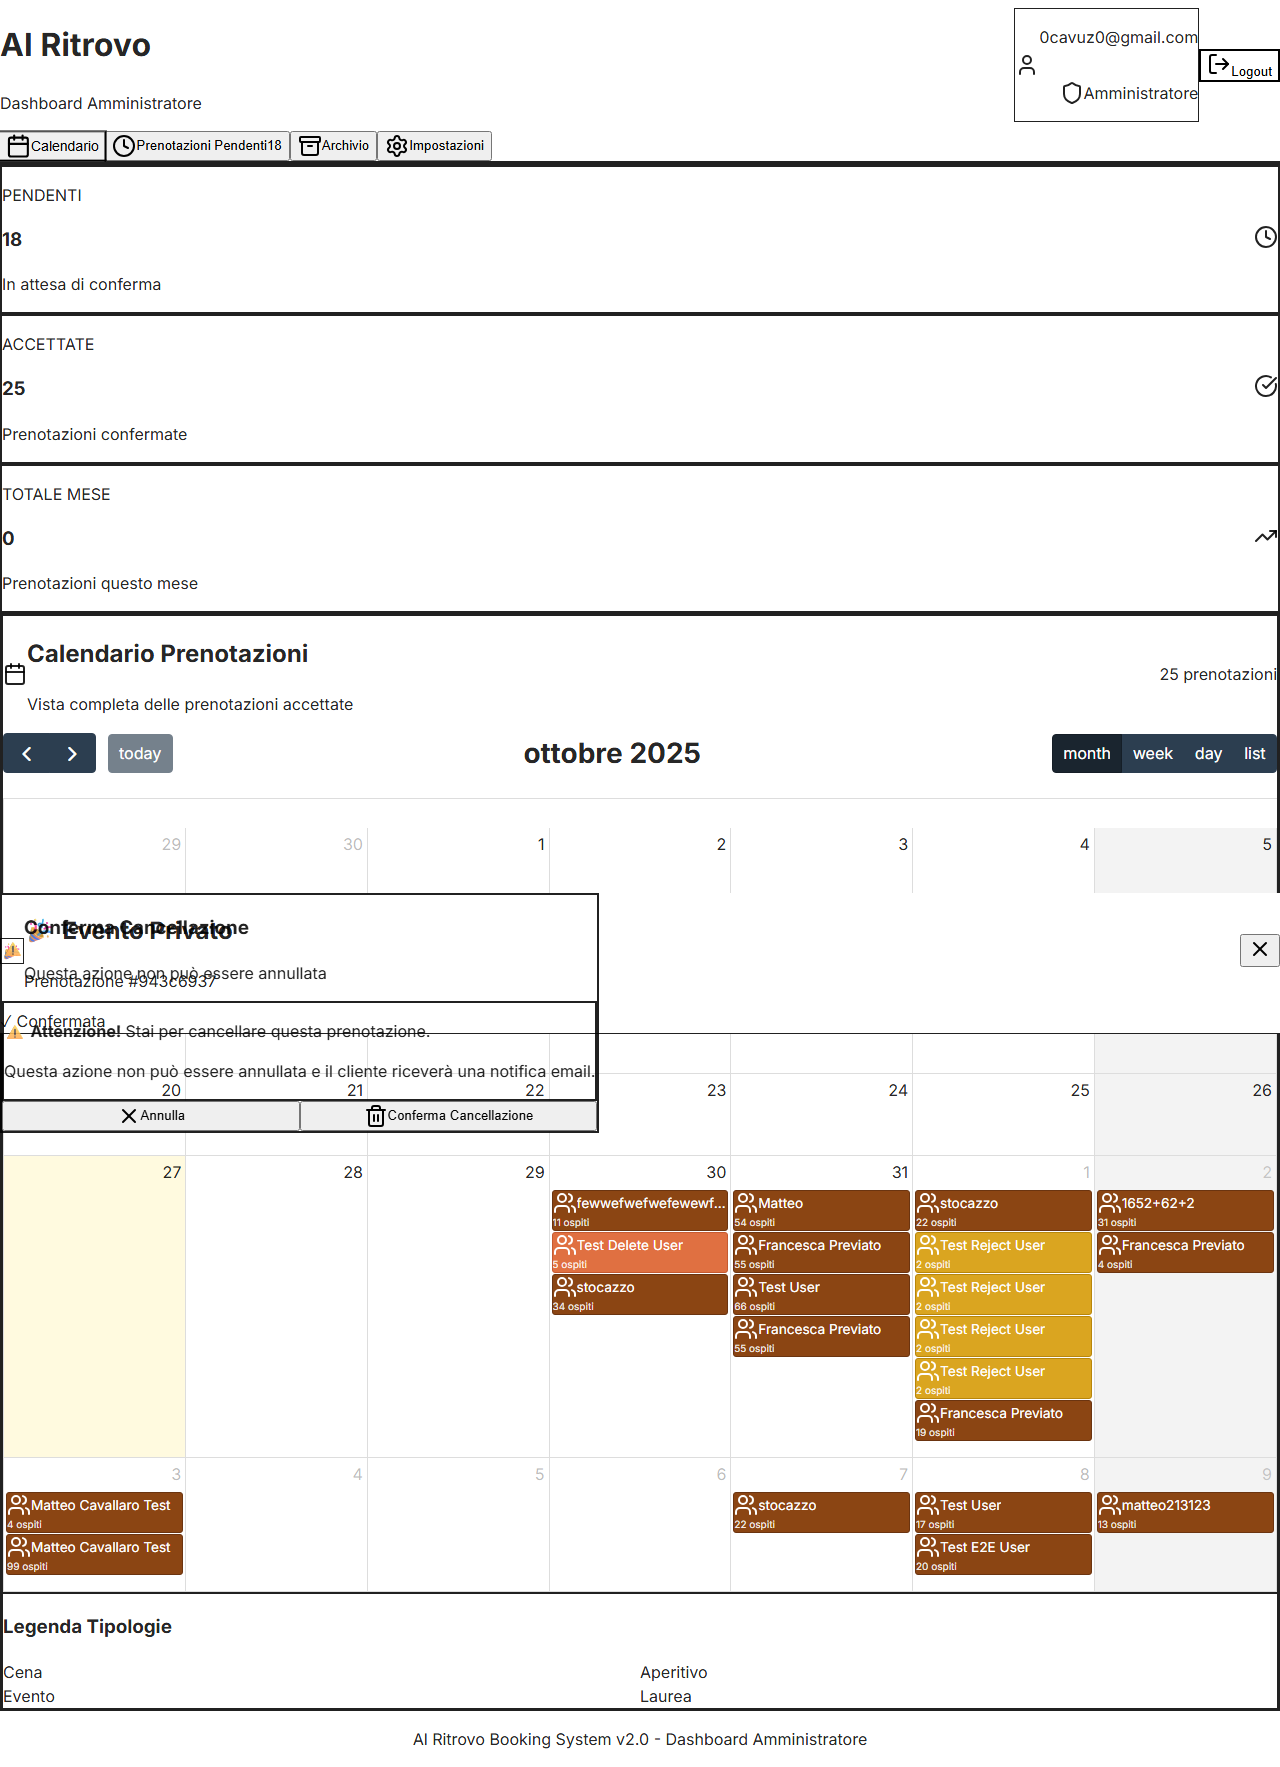 Al Ritrovo
Dashboard Amministratore
0cavuz0@gmail.com
Amministratore
Logout
Calendario
Prenotazioni Pendenti18
Archivio
Impostazioni
PENDENTI
18
In attesa di conferma
ACCETTATE
25
Prenotazioni confermate
TOTALE MESE
0
Prenotazioni questo mese
Calendario Prenotazioni
Vista completa delle prenotazioni accettate
25 prenotazioni
today
ottobre 2025
month week day list
29 30 1 2 3 4 5
Conferma Cancellazione
🎉 Evento Privato
Questa azione non può essere annullata
Prenotazione #943c6937
✓ Confermata
⚠️ Attenzione! Stai per cancellare questa prenotazione.
Questa azione non può essere annullata e il cliente riceverà una notifica email.
20 21 22 23 24 25 26
Annulla
Conferma Cancellazione
27 28 29 30 31 1 2
fewwefwefwefewewf...
11 ospiti
Test Delete User
5 ospiti
stocazzo
34 ospiti
Matteo
54 ospiti
Francesca Previato
55 ospiti
Test User
66 ospiti
Francesca Previato
55 ospiti
stocazzo
22 ospiti
Test Reject User
2 ospiti
Test Reject User
2 ospiti
Test Reject User
2 ospiti
Test Reject User
2 ospiti
Francesca Previato
19 ospiti
1652+62+2
31 ospiti
Francesca Previato
4 ospiti
3 4 5 6 7 8 9
Matteo Cavallaro Test
4 ospiti
Matteo Cavallaro Test
99 ospiti
stocazzo
22 ospiti
Test User
17 ospiti
Test E2E User
20 ospiti
matteo213123
13 ospiti
Legenda Tipologie
Cena
Aperitivo
Evento
Laurea
Al Ritrovo Booking System v2.0 - Dashboard Amministratore